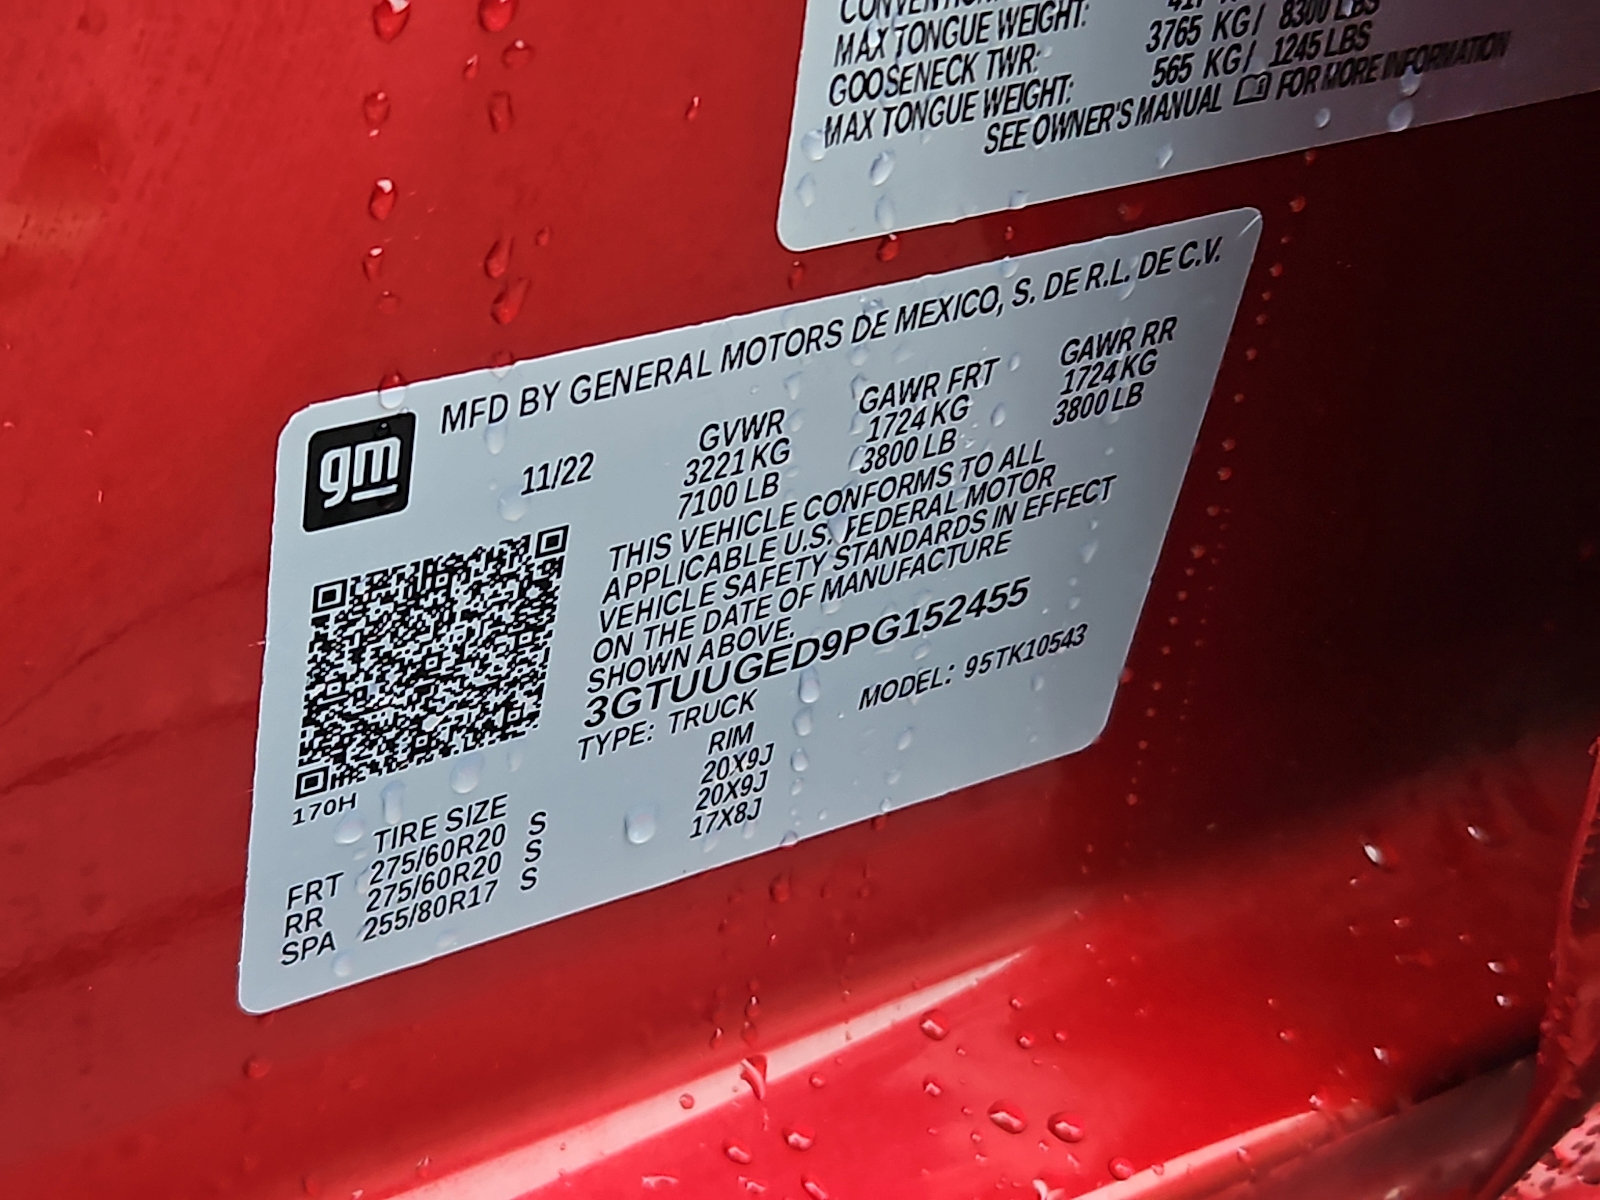 MAX TONGUE WEIGHT:
GOOSENECK TWR: 3765 KG/ 8300 LBS
MAX TONGUE WEIGHT: 565 KG/ 1245 LBS
SEE OWNER'S MANUAL FOR MORE INFORMATION
gm
MFD BY GENERAL MOTORS DE MEXICO, S. DE R.L. DE C.V.
11/22 GVWR GAWR FRT GAWR RR
3221 KG 1724 KG 1724 KG
7100 LB 3800 LB 3800 LB
THIS VEHICLE CONFORMS TO ALL
APPLICABLE U.S. FEDERAL MOTOR
VEHICLE SAFETY STANDARDS IN EFFECT
ON THE DATE OF MANUFACTURE
SHOWN ABOVE.
3GTUUGED9PG152455
TYPE: TRUCK MODEL: 95TK10543
170H
TIRE SIZE RIM
FRT 275/60R20 S 20X9J
RR 275/60R20 S 20X9J
SPA 255/80R17 S 17X8J